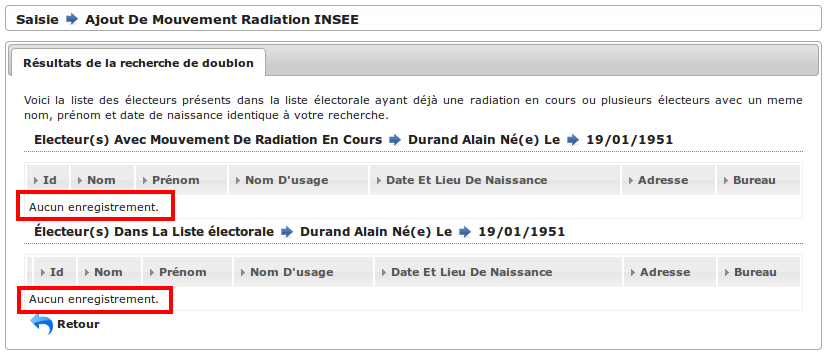 Saisie Ajout De Mouvement Radiation INSEE
Résultats de la recherche de doublon
Voici la liste des électeurs présents dans la liste électorale ayant déjà une radiation en cours ou plusieurs électeurs avec un meme
nom, prénom et date de naissance identique à votre recherche.
Electeur(s) Avec Mouvement De Radiation En Cours Durand Alain Né(e) Le 19/01/1951
Id Nom Prénom Nom D'usage Date Et Lieu De Naissance Adresse Bureau
Aucun enregistrement.
Électeur(s) Dans La Liste électorale Durand Alain Né(e) Le 19/01/1951
Id Nom Prénom Nom D'usage Date Et Lieu De Naissance Adresse Bureau
Aucun enregistrement.
Retour